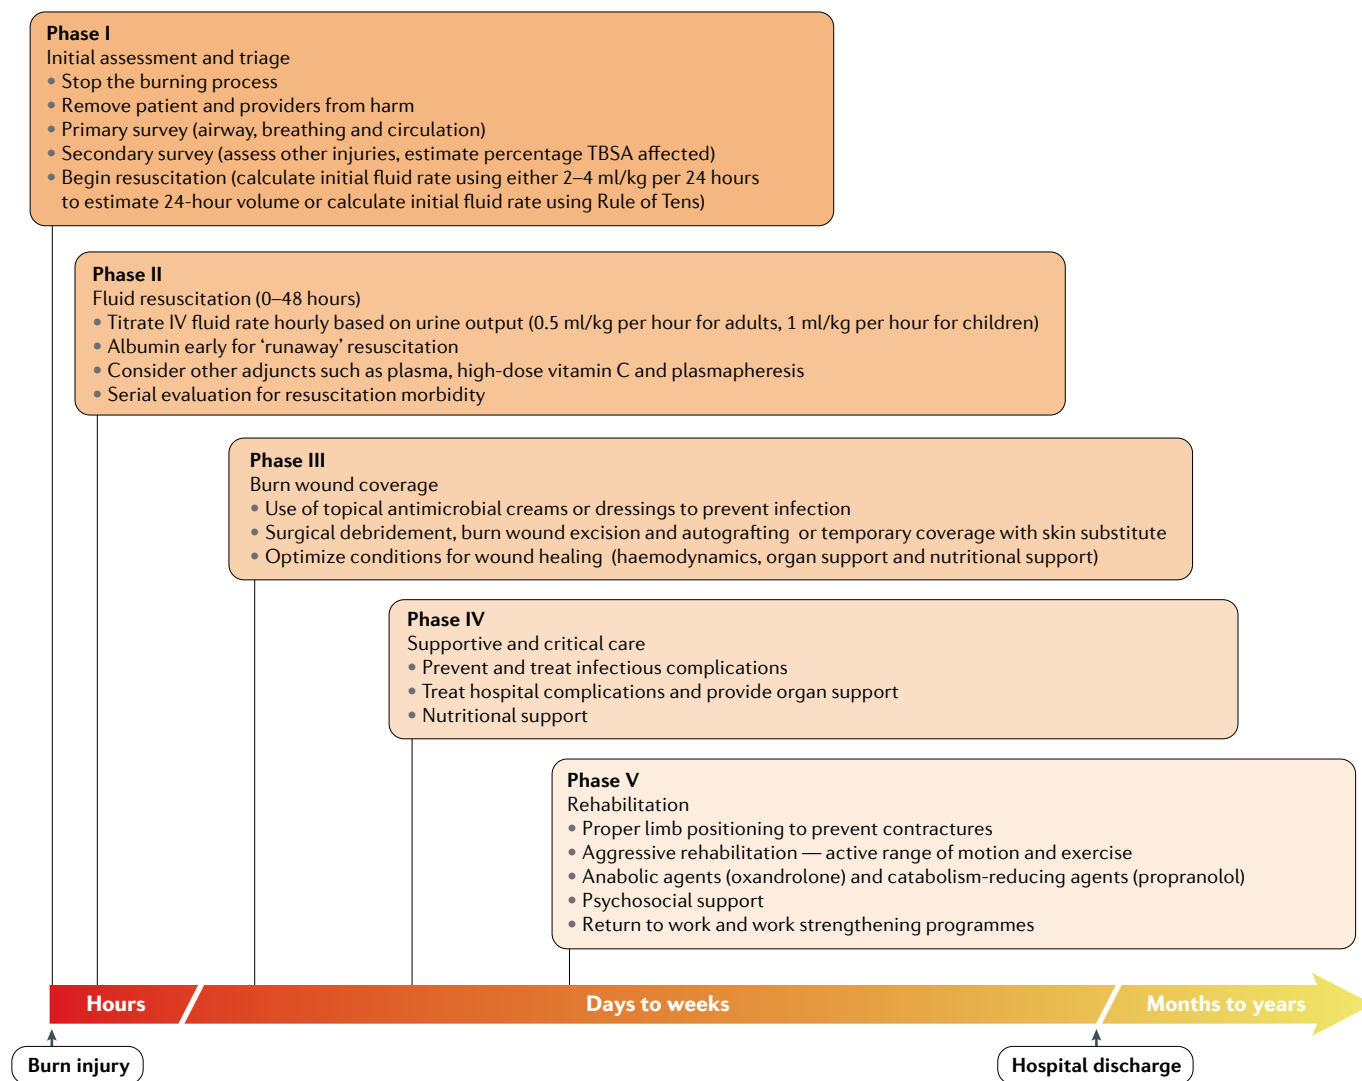 Phase I
Initial assessment and triage
• Stop the burning process
• Remove patient and providers from harm
• Primary survey (airway, breathing and circulation)
• Secondary survey (assess other injuries, estimate percentage TBSA affected)
• Begin resuscitation (calculate initial fluid rate using either 2–4 ml/kg per 24 hours
to estimate 24-hour volume or calculate initial fluid rate using Rule of Tens)
Phase II
Fluid resuscitation (0–48 hours)
• Titrate IV fluid rate hourly based on urine output (0.5 ml/kg per hour for adults, 1 ml/kg per hour for children)
• Albumin early for ‘runaway’ resuscitation
• Consider other adjuncts such as plasma, high-dose vitamin C and plasmapheresis
• Serial evaluation for resuscitation morbidity
Phase III
Burn wound coverage
• Use of topical antimicrobial creams or dressings to prevent infection
• Surgical debridement, burn wound excision and autografting or temporary coverage with skin substitute
• Optimize conditions for wound healing (haemodynamics, organ support and nutritional support)
Phase IV
Supportive and critical care
• Prevent and treat infectious complications
• Treat hospital complications and provide organ support
• Nutritional support
Phase V
Rehabilitation
• Proper limb positioning to prevent contractures
• Aggressive rehabilitation — active range of motion and exercise
• Anabolic agents (oxandrolone) and catabolism-reducing agents (propranolol)
• Psychosocial support
• Return to work and work strengthening programmes
Hours
Days to weeks
Months to years
Burn injury
Hospital discharge